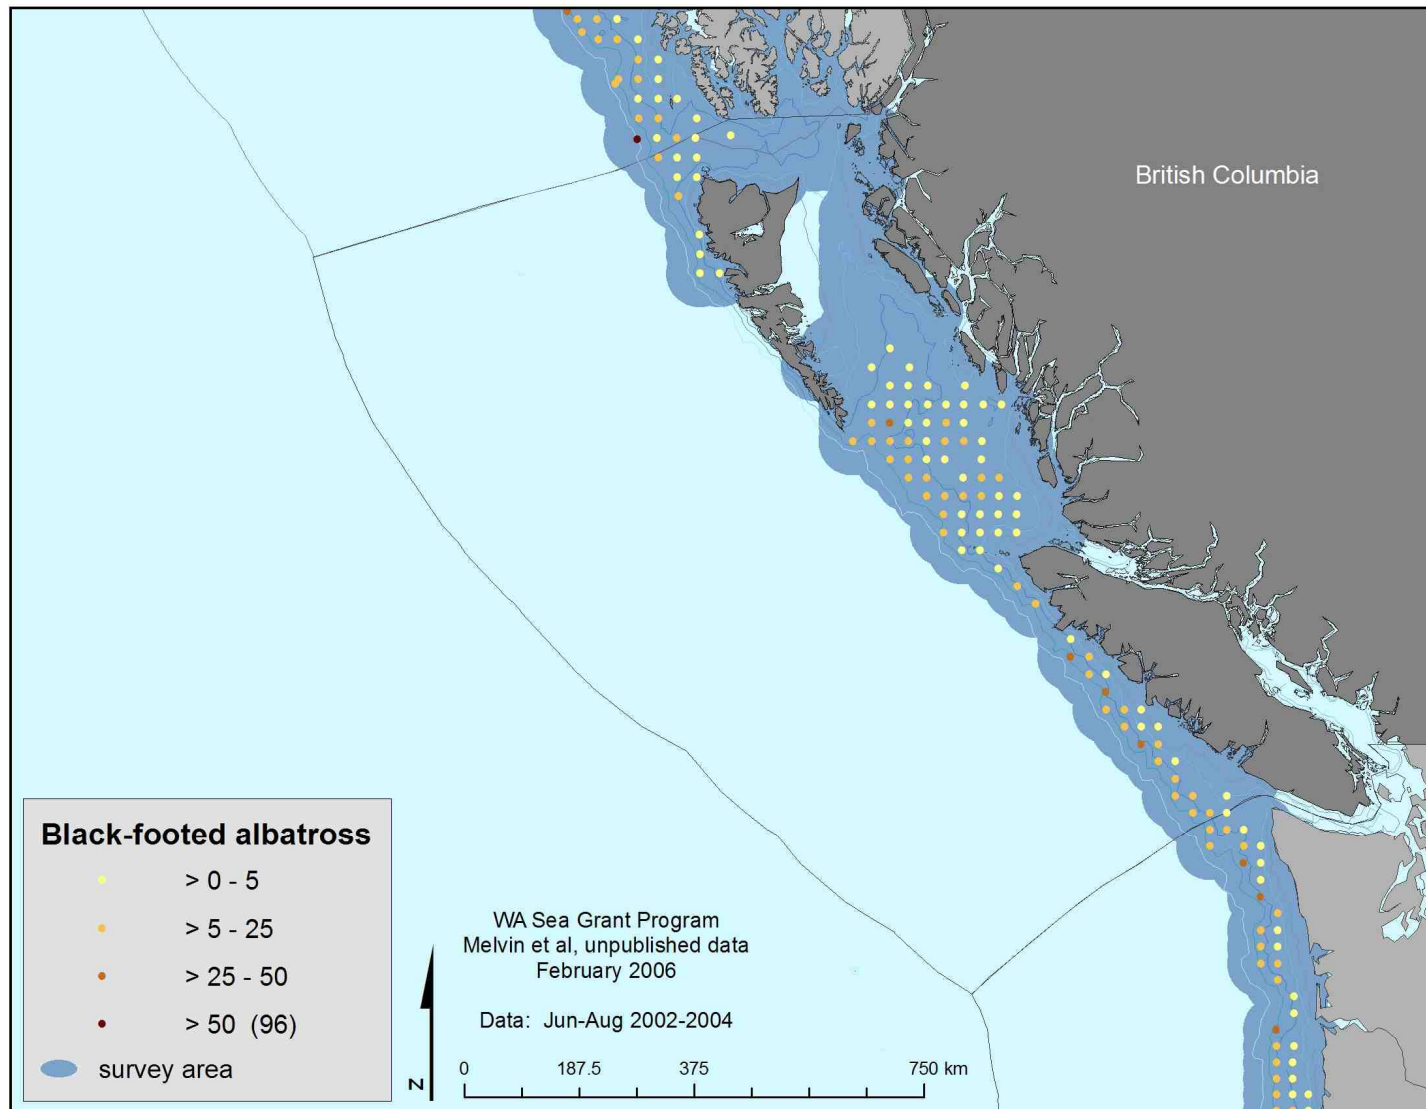 British Columbia
Black-footed albatross
> 0 - 5
> 5 - 25
> 25 - 50
> 50 (96)
survey area
WA Sea Grant Program
Melvin et al, unpublished data
February 2006
Data: Jun-Aug 2002-2004
N
0 187.5 375 750 km